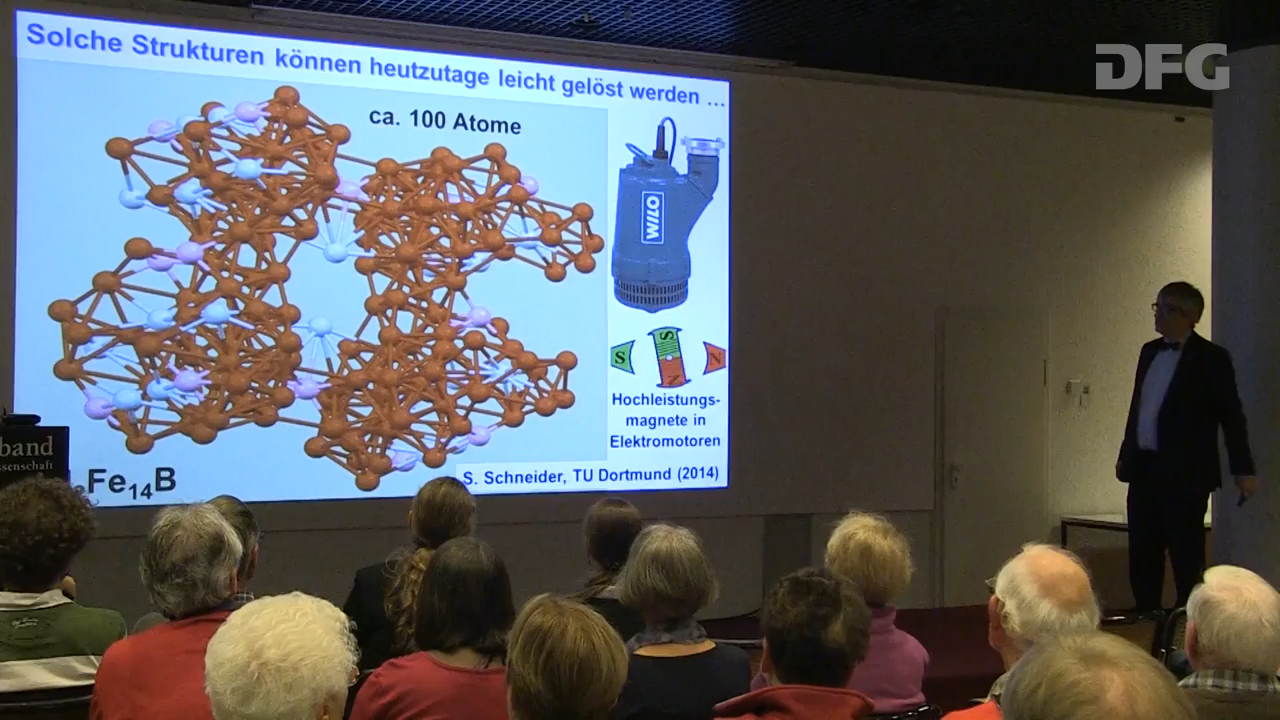 DFG
Solche Strukturen können heutzutage leicht gelöst werden ...
ca. 100 Atome
WILO
S
S
N
N
Hochleistungs-
magnete in
Elektromotoren
S. Schneider, TU Dortmund (2014)
Fe₁₄B
band
senschaft